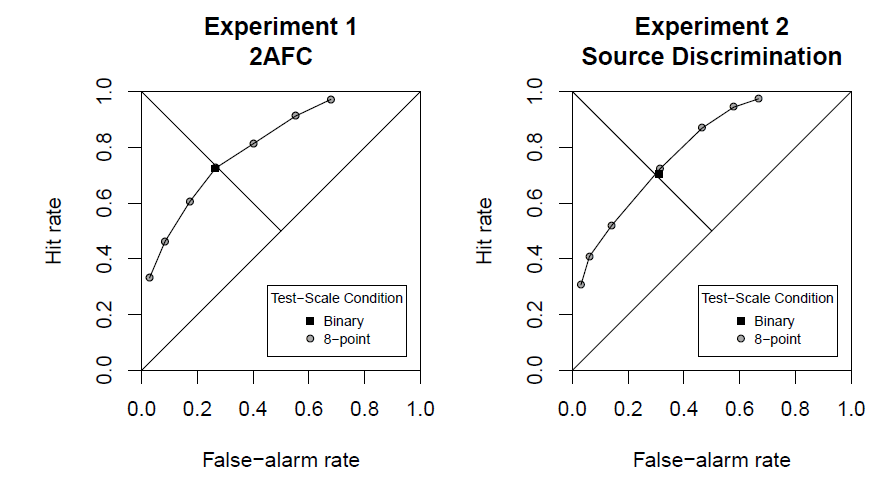 Experiment 1
2AFC
Hit rate
1.0
0.8
0.6
0.4
0.2
0.0
Test−Scale Condition
Binary
8−point
0.0 0.2 0.4 0.6 0.8 1.0
False−alarm rate
Experiment 2
Source Discrimination
Hit rate
1.0
0.8
0.6
0.4
0.2
0.0
Test−Scale Condition
Binary
8−point
0.0 0.2 0.4 0.6 0.8 1.0
False−alarm rate